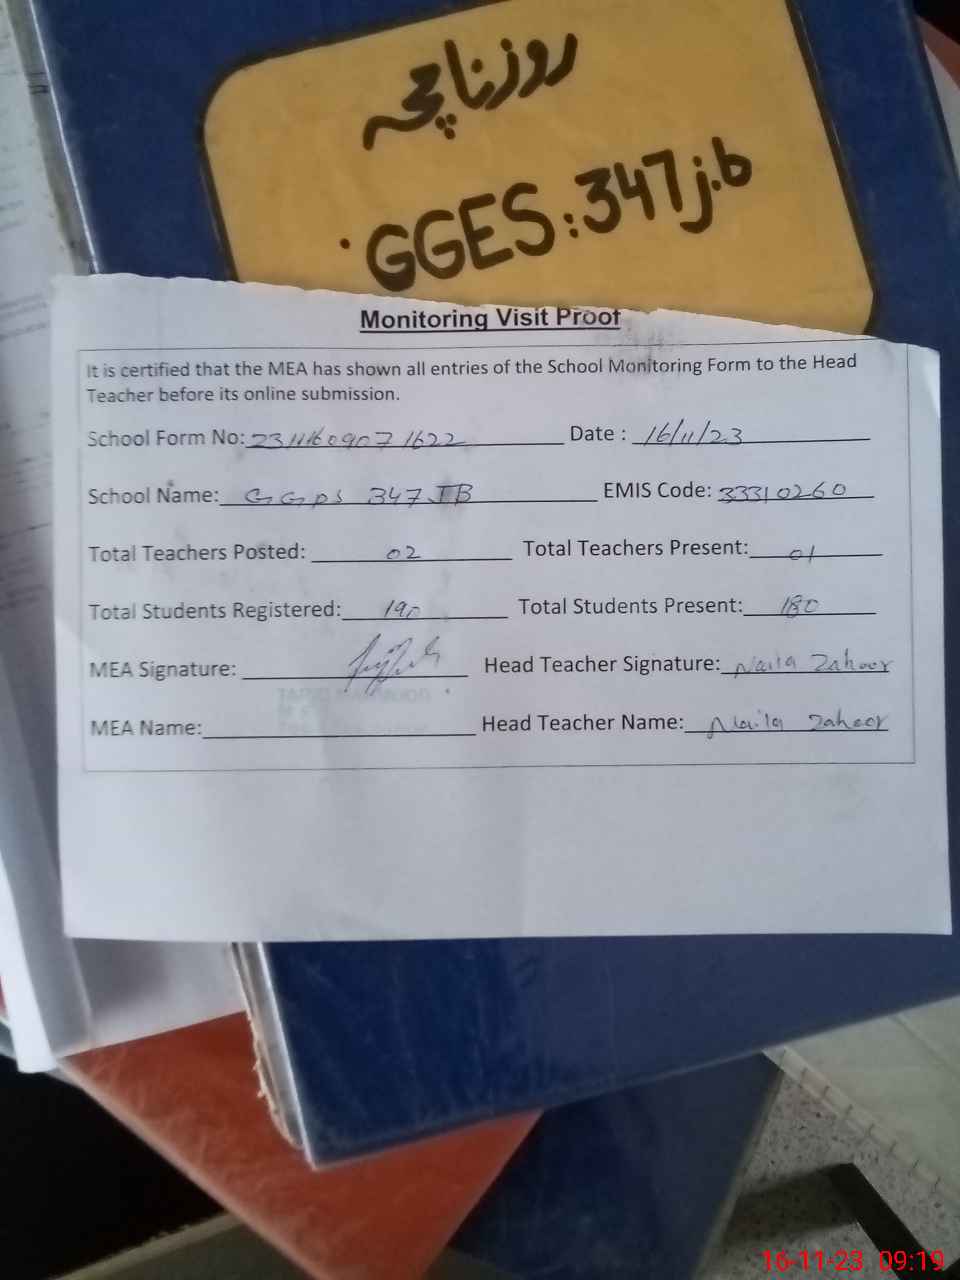 روزنامچہ
GGES: 347 j.b
Monitoring Visit Proof
It is certified that the MEA has shown all entries of the School Monitoring Form to the Head
Teacher before its online submission.
School Form No: 23111609071622 Date : 16/11/23
School Name: GGPS 347 JB EMIS Code: 33310260
Total Teachers Posted: 02 Total Teachers Present: 01
Total Students Registered: 190 Total Students Present: 180
MEA Signature: Head Teacher Signature: Naila Zahoor
MEA Name: Head Teacher Name: Naila Zahoor
16-11-23 09:19